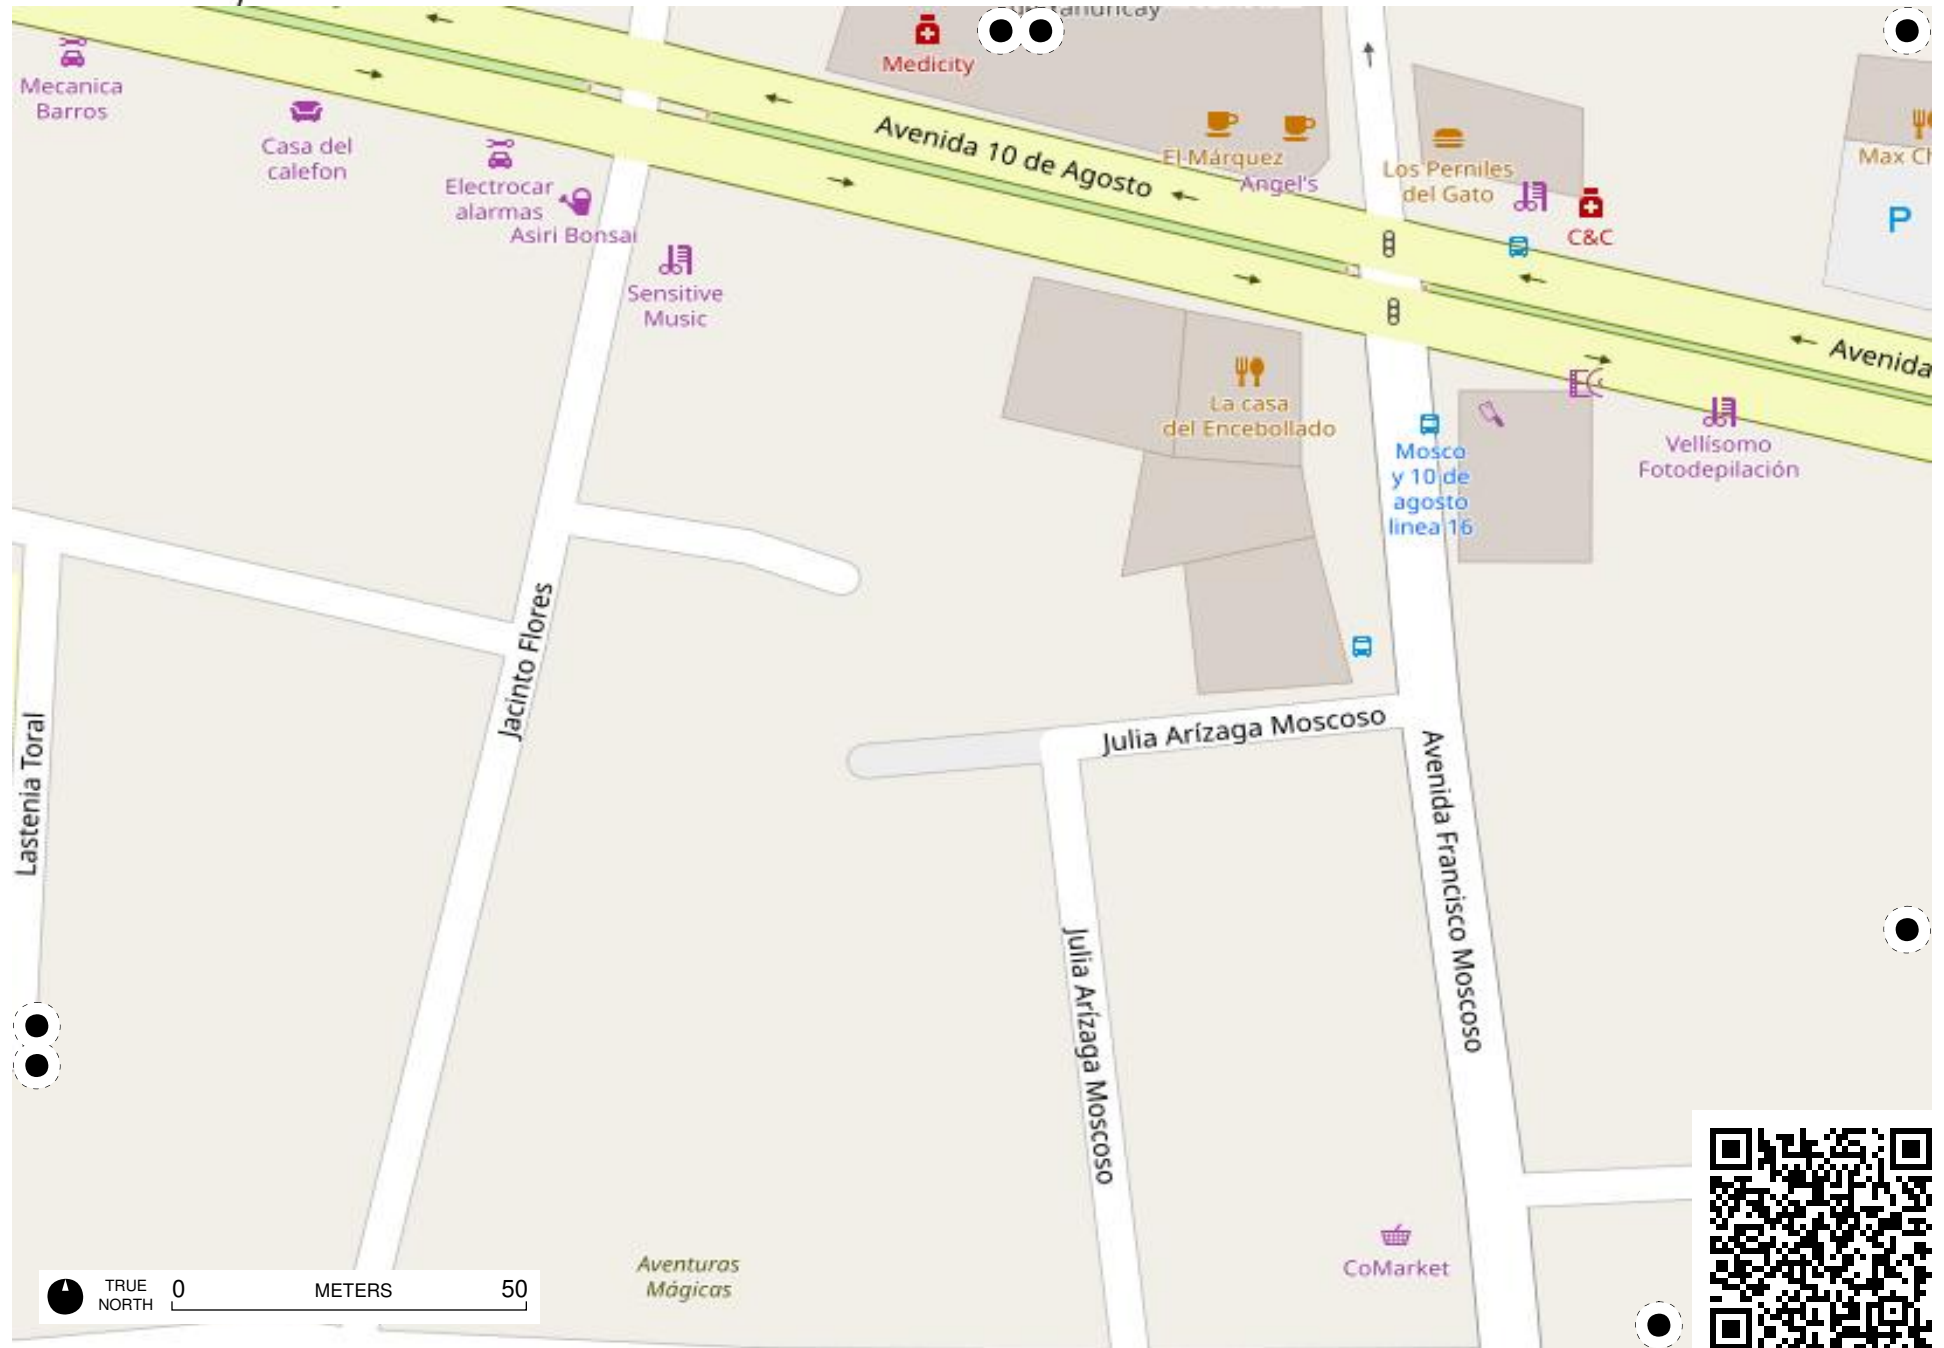 Medicity
Mecanica
Barros
Casa del
calefon
Electrocar
alarmas
Asiri Bonsai
Sensitive
Music
Avenida 10 de Agosto
El Márquez
Angel's
Los Perniles
del Gato
C&C
P
Avenida
La casa
del Encebollado
Mosco
y 10 de
agosto
linea 16
Vellísomo
Fotodepilación
Jacinto Flores
Lastenia Toral
Julia Arízaga Moscoso
Avenida Francisco Moscoso
Julia Arízaga Moscoso
CoMarket
Aventuras
Mágicas
TRUE
NORTH
0 METERS 50